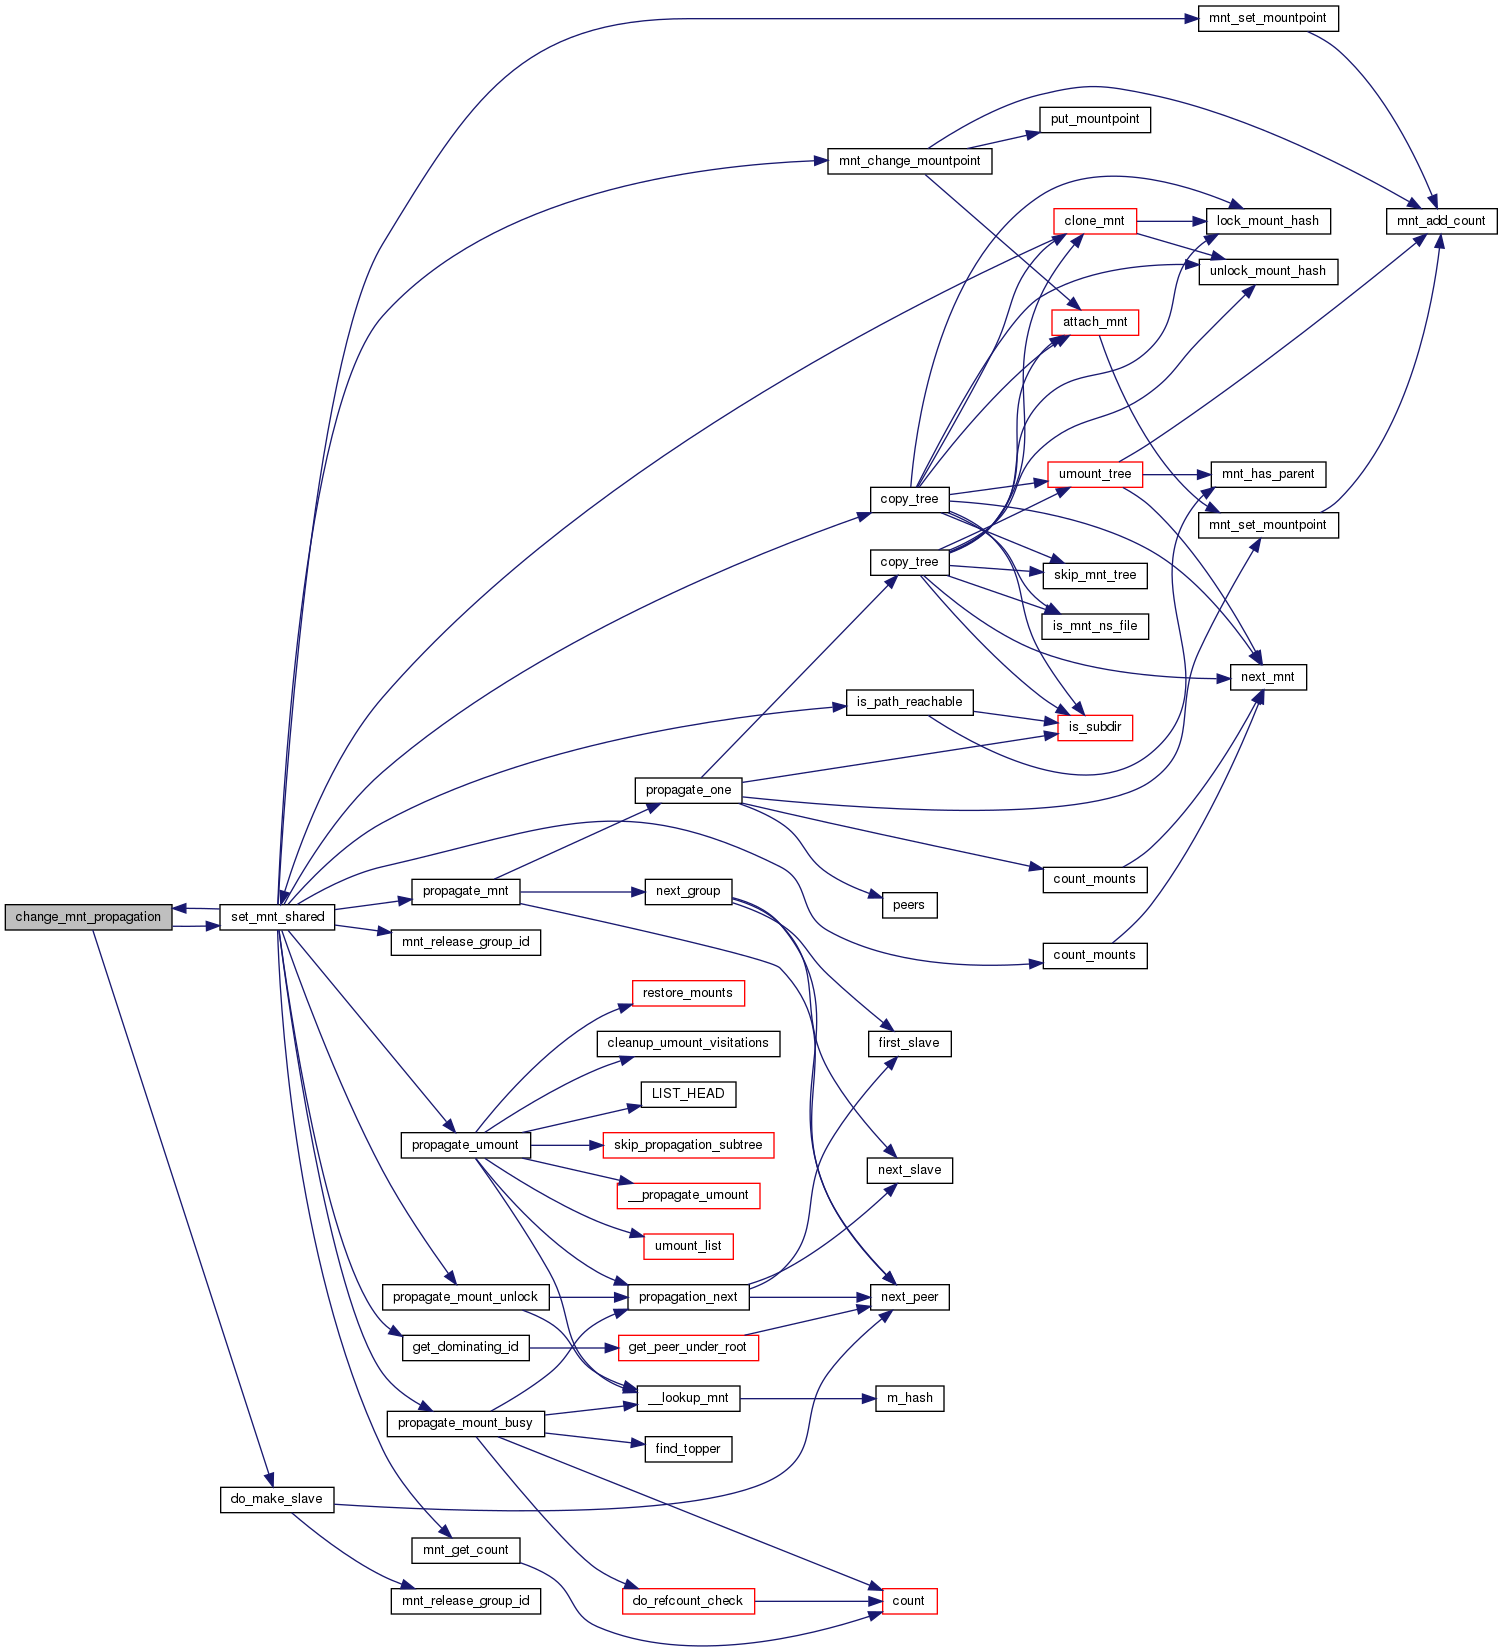 mnt_set_mountpoint
put_mountpoint
mnt_change_mountpoint
clone_mnt
lock_mount_hash
mnt_add_count
unlock_mount_hash
attach_mnt
umount_tree
mnt_has_parent
copy_tree
mnt_set_mountpoint
copy_tree
skip_mnt_tree
is_mnt_ns_file
next_mnt
is_path_reachable
is_subdir
propagate_one
count_mounts
propagate_mnt
next_group
peers
change_mnt_propagation
set_mnt_shared
mnt_release_group_id
count_mounts
restore_mounts
cleanup_umount_visitations
first_slave
LIST_HEAD
propagate_umount
skip_propagation_subtree
next_slave
__propagate_umount
umount_list
propagate_mount_unlock
propagation_next
next_peer
get_dominating_id
get_peer_under_root
__lookup_mnt
m_hash
propagate_mount_busy
find_topper
do_make_slave
mnt_get_count
mnt_release_group_id
do_refcount_check
count